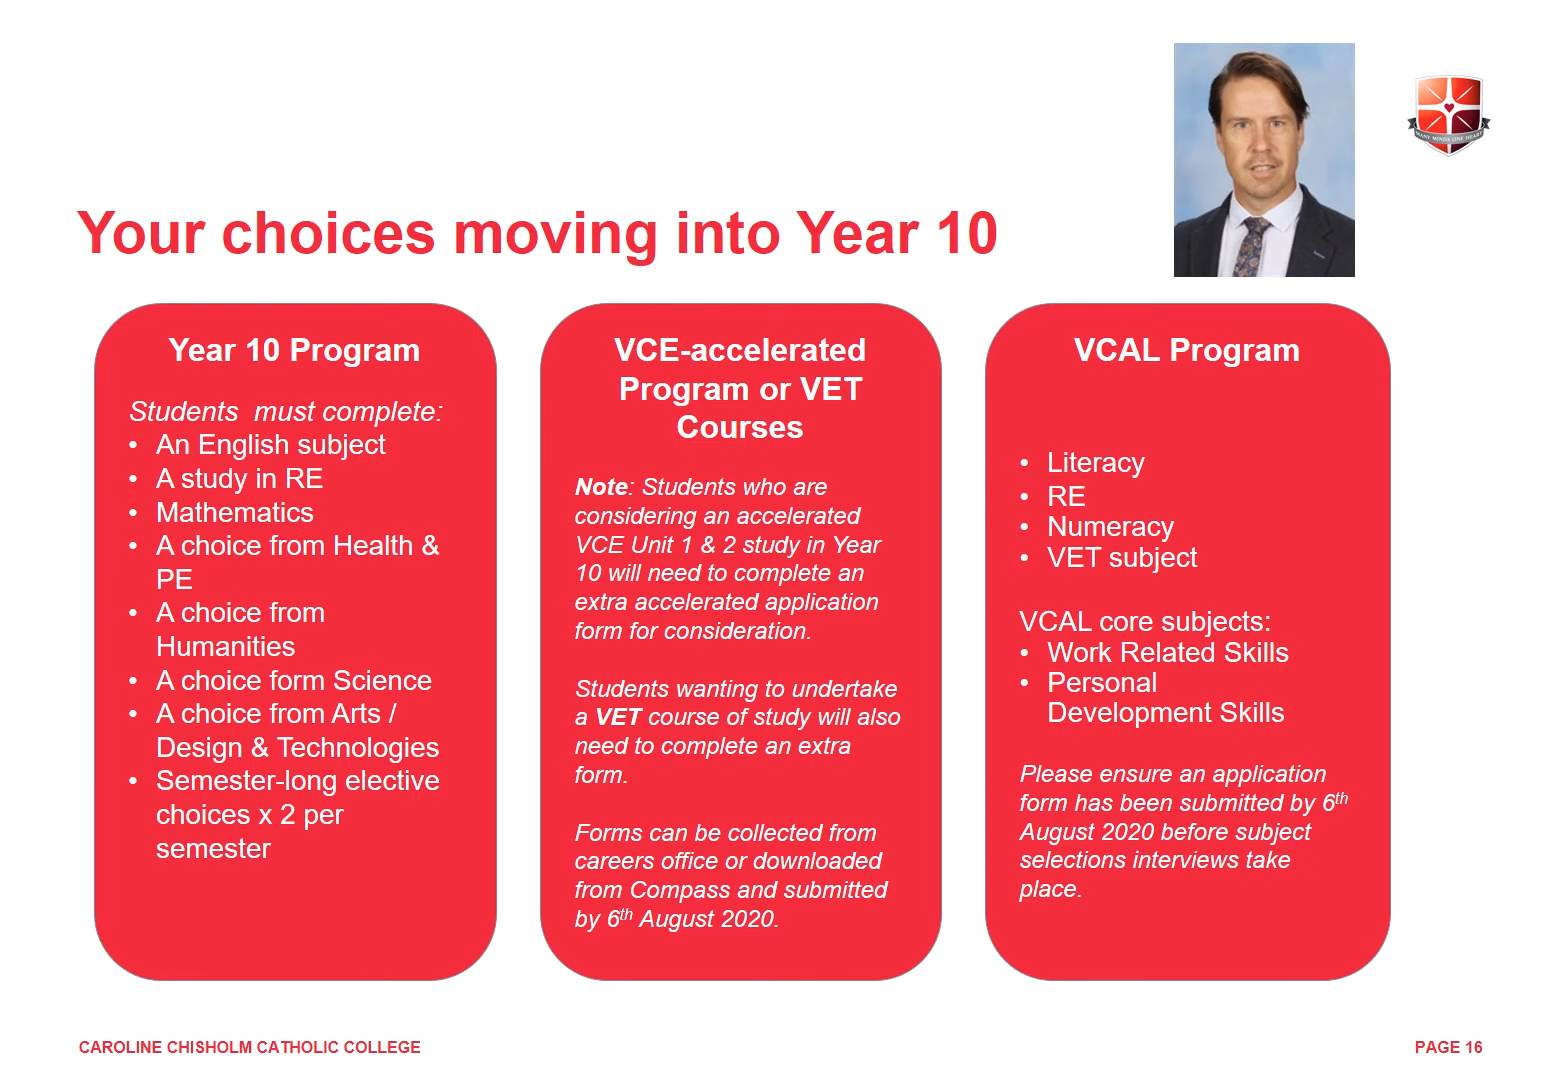 MANY MINDS ONE HEART
Your choices moving into Year 10
Year 10 Program
Students must complete:
• An English subject
• A study in RE
• Mathematics
• A choice from Health &
PE
• A choice from
Humanities
• A choice form Science
• A choice from Arts /
Design & Technologies
• Semester-long elective
choices x 2 per
semester
VCE-accelerated
Program or VET
Courses
Note: Students who are
considering an accelerated
VCE Unit 1 & 2 study in Year
10 will need to complete an
extra accelerated application
form for consideration.
Students wanting to undertake
a VET course of study will also
need to complete an extra
form.
Forms can be collected from
careers office or downloaded
from Compass and submitted
by 6th August 2020.
VCAL Program
• Literacy
• RE
• Numeracy
• VET subject
VCAL core subjects:
• Work Related Skills
• Personal
Development Skills
Please ensure an application
form has been submitted by 6th
August 2020 before subject
selections interviews take
place.
CAROLINE CHISHOLM CATHOLIC COLLEGE
PAGE 16